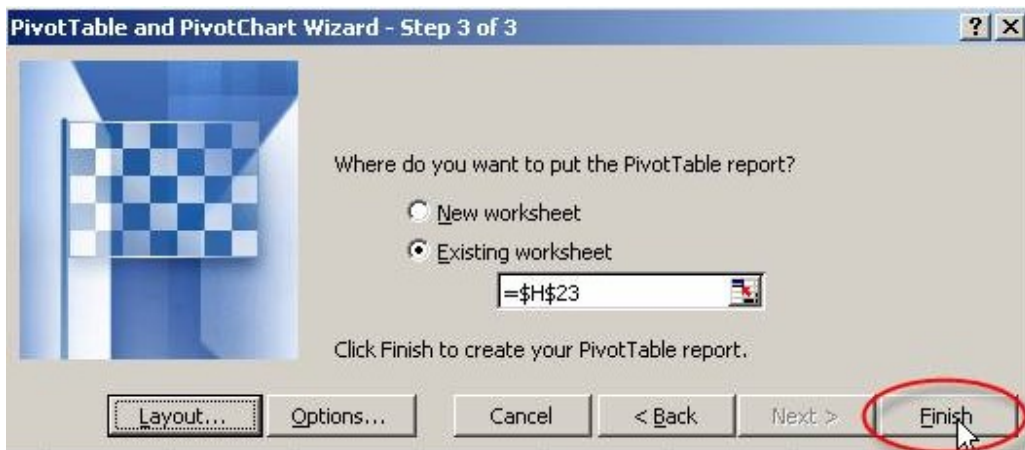 PivotTable and PivotChart Wizard - Step 3 of 3
Where do you want to put the PivotTable report?
New worksheet
Existing worksheet
=$H$23
Click Finish to create your PivotTable report.
Layout... Options... Cancel < Back Next > Finish